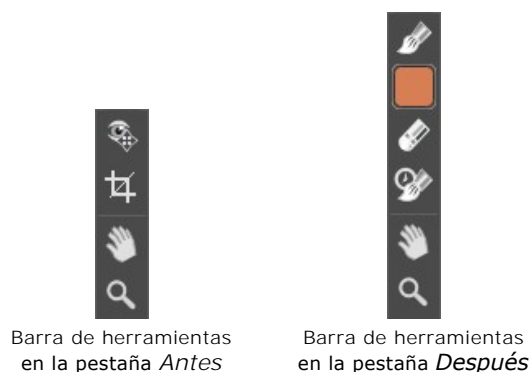 Barra de herramientas
en la pestaña Antes
Barra de herramientas
en la pestaña Después